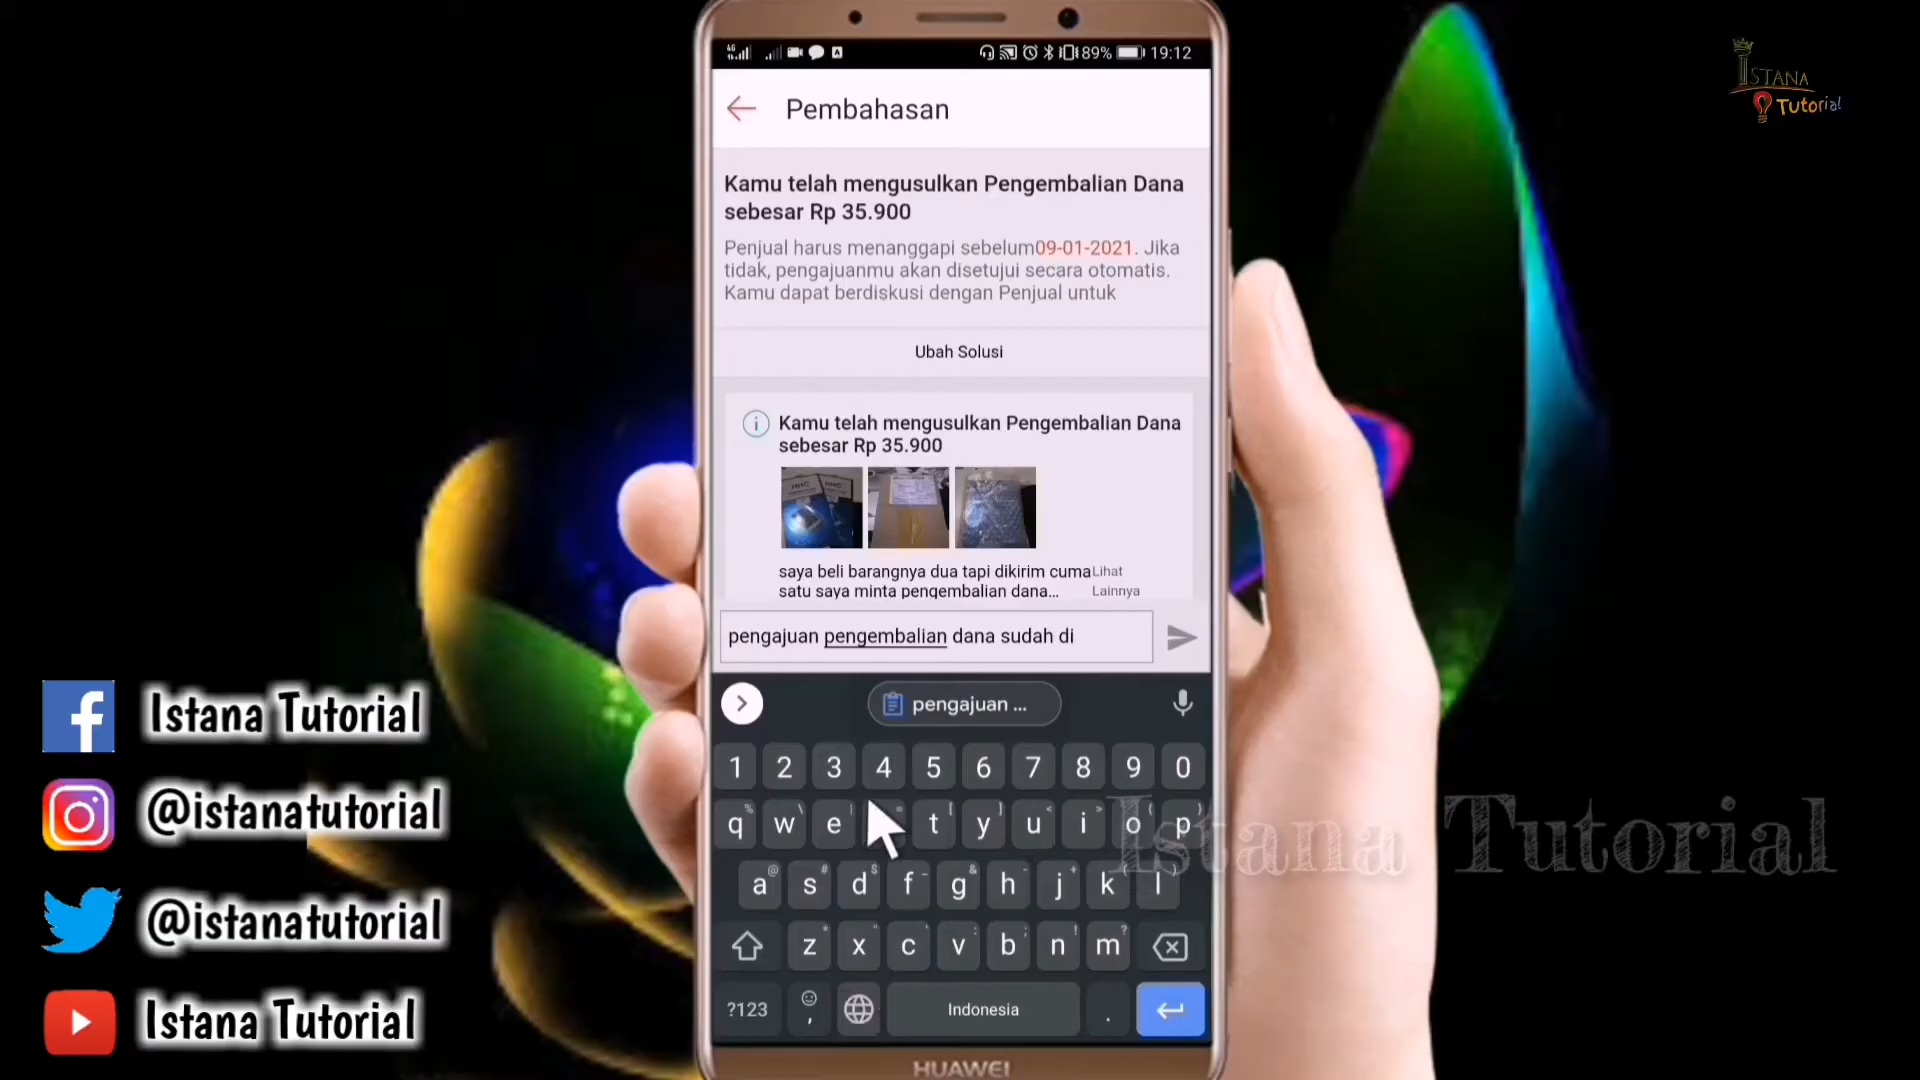 4G
89%
19:12
Pembahasan
Kamu telah mengusulkan Pengembalian Dana
sebesar Rp 35.900
Penjual harus menanggapi sebelum09-01-2021. Jika
tidak, pengajuanmu akan disetujui secara otomatis.
Kamu dapat berdiskusi dengan Penjual untuk
Ubah Solusi
Kamu telah mengusulkan Pengembalian Dana
sebesar Rp 35.900
saya beli barangnya dua tapi dikirim cuma Lihat
satu saya minta pengembalian dana... Lainnya
pengajuan pengembalian dana sudah di
pengajuan ...
1 2 3 4 5 6 7 8 9 0
q w e t y u i o p
a s d f g h j k l
z x c v b n m
?123 , Indonesia .
HUAWEI
Istana Tutorial
@istanatutorial
@istanatutorial
Istana Tutorial
ISTANA
Tutorial
Istana Tutorial